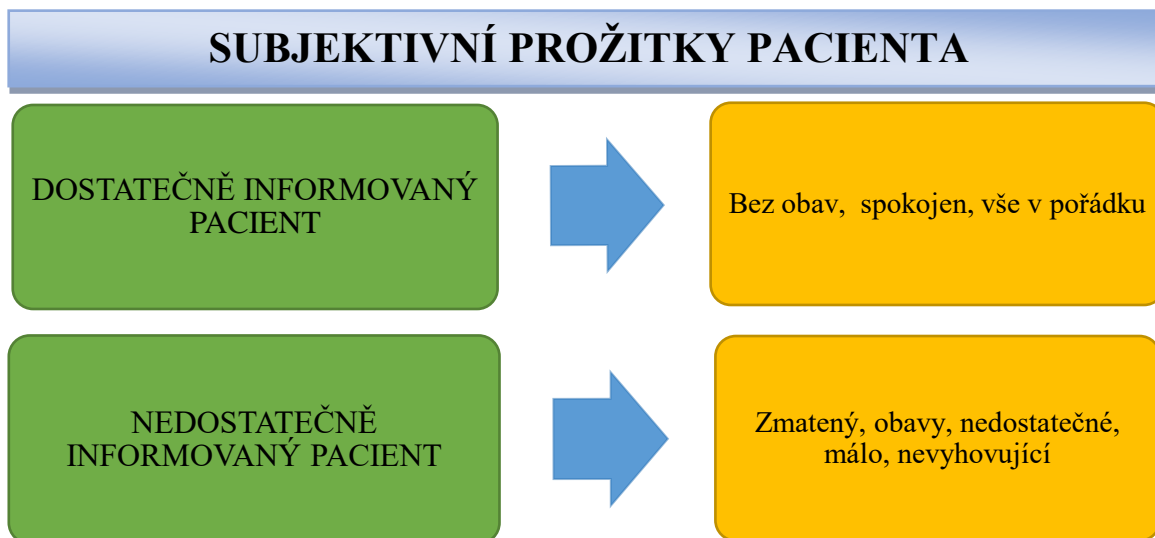 SUBJEKTIVNÍ PROŽITKY PACIENTA
DOSTATEČNĚ INFORMOVANÝ
PACIENT
Bez obav, spokojen, vše v pořádku
NEDOSTATEČNĚ
INFORMOVANÝ PACIENT
Zmatený, obavy, nedostatečné,
málo, nevyhovující